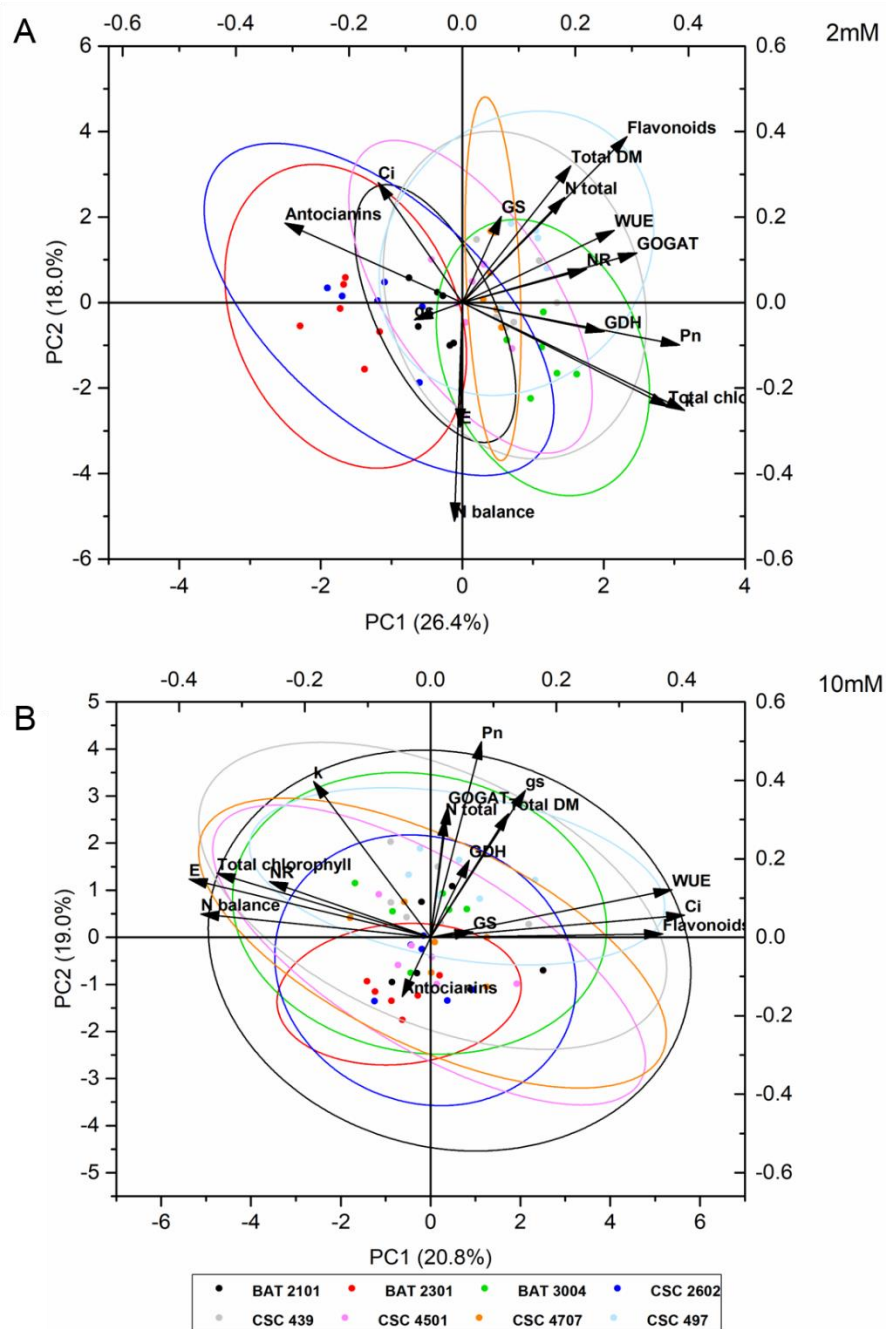 A
-0.2 0.0 0.2 0.4
2mM
6 0.6
Flavonoids
4 0.4
Total DM
Ci
N total
2 GS 0.2
Antocianins
WUE
GOGAT
NR
0 0.0
gs
GDH
Pn
-2 -0.2
Total chlo
E
-4 -0.4
N balance
-6 -0.6
-4 -2 0 2 4
PC2 (18.0%)
PC1 (26.4%)
-0.4 -0.2 0.0 0.2 0.4
10mM
B
5 0.6
Pn
4
k
gs
0.4
3
GOGAT
Total DM
N total
2 GDH 0.2
E Total chlorophyll
NR
WUE
1
N balance
Ci
GS
Flavonoids
0 0.0
-1
Antocianins
-2 -0.2
-3
-0.4
-4
-5 -0.6
-6 -4 -2 0 2 4 6
PC2 (19.0%)
PC1 (20.8%)
BAT 2101 BAT 2301 BAT 3004 CSC 2602
CSC 439 CSC 4501 CSC 4707 CSC 497